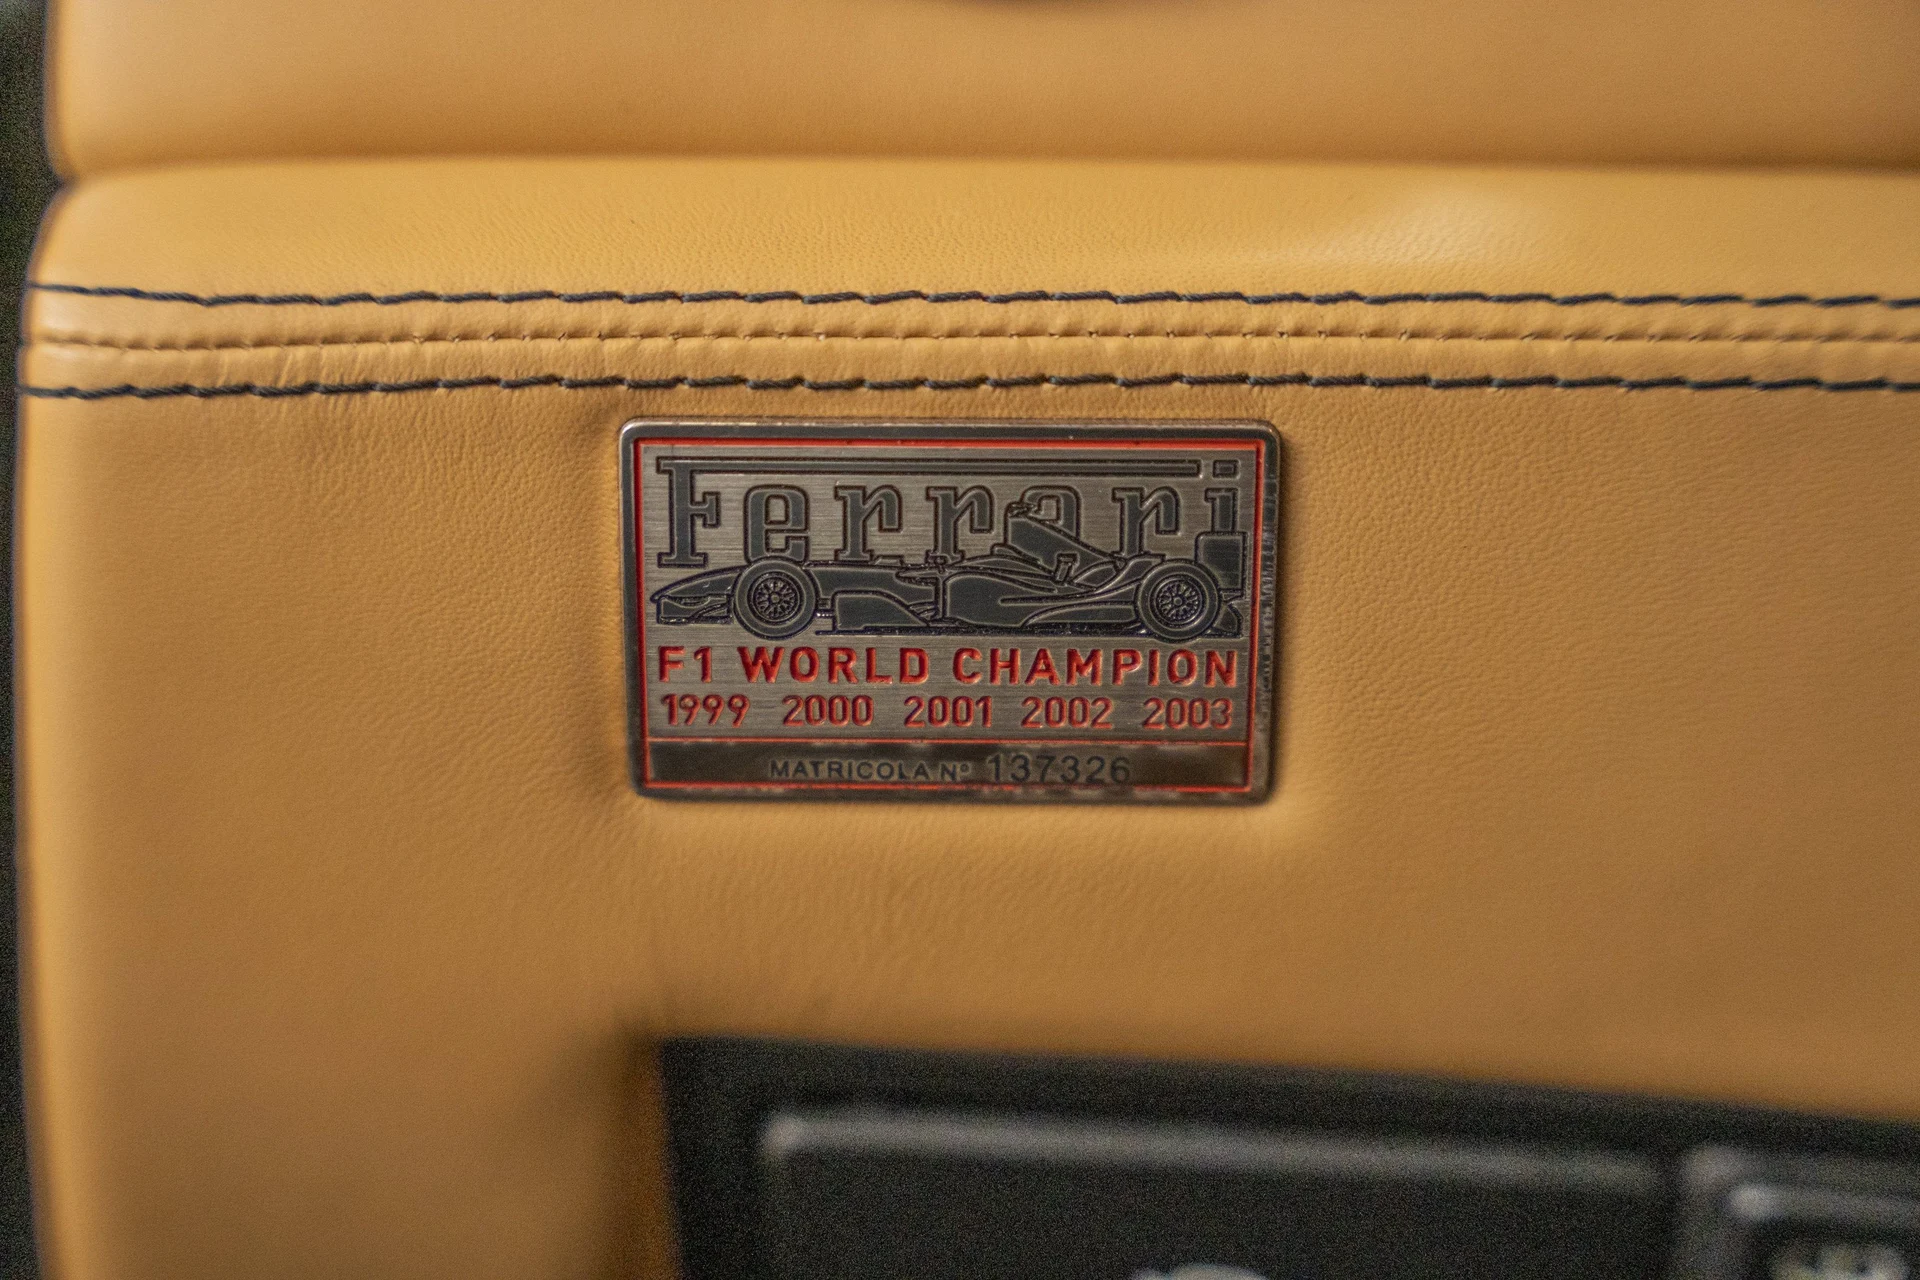 Ferrari
F1 WORLD CHAMPION
1999 2000 2001 2002 2003
MATRICOLA Nº 137326